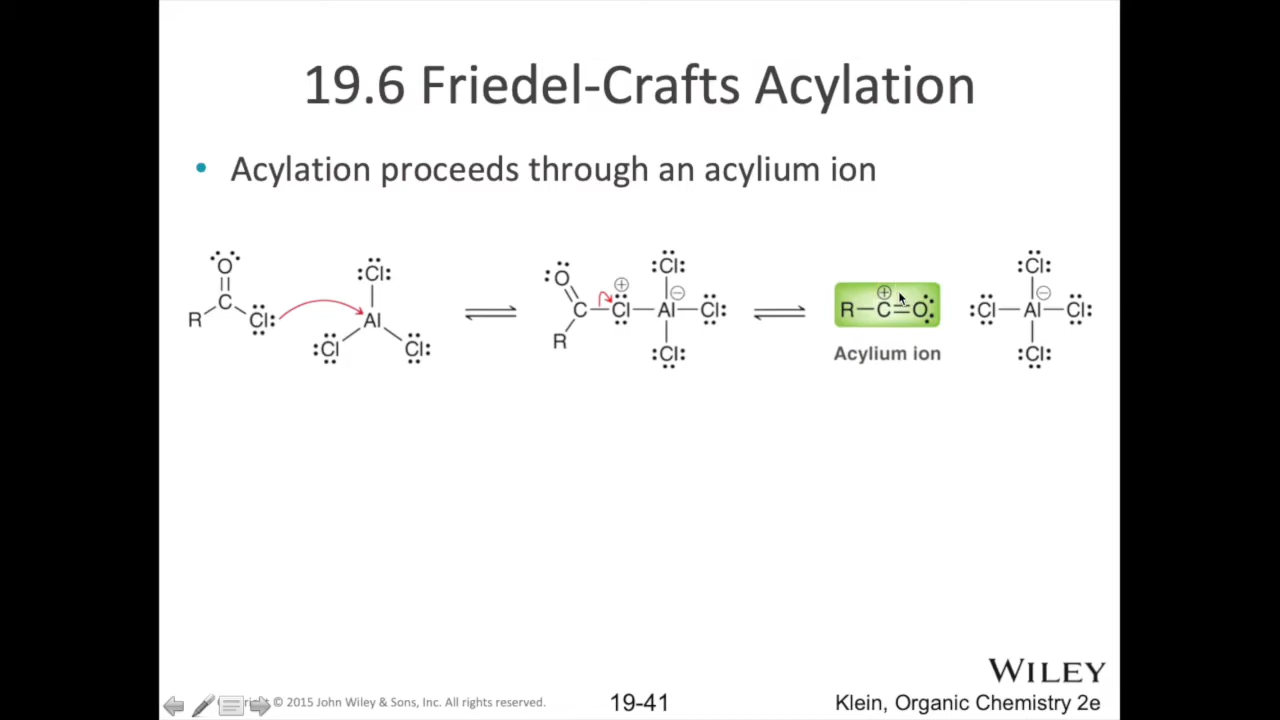 19.6 Friedel-Crafts Acylation
• Acylation proceeds through an acylium ion
O
C
R
Cl:
:Cl:
Al
:Cl
Cl:
:O
C
R
⊕
Cl
:Cl:
⊖
Al
Cl:
:Cl:
⊕
R—C=O:
Acylium ion
:Cl:
⊖
:Cl—Al—Cl:
:Cl:
WILEY
© 2015 John Wiley & Sons, Inc. All rights reserved.
19-41
Klein, Organic Chemistry 2e